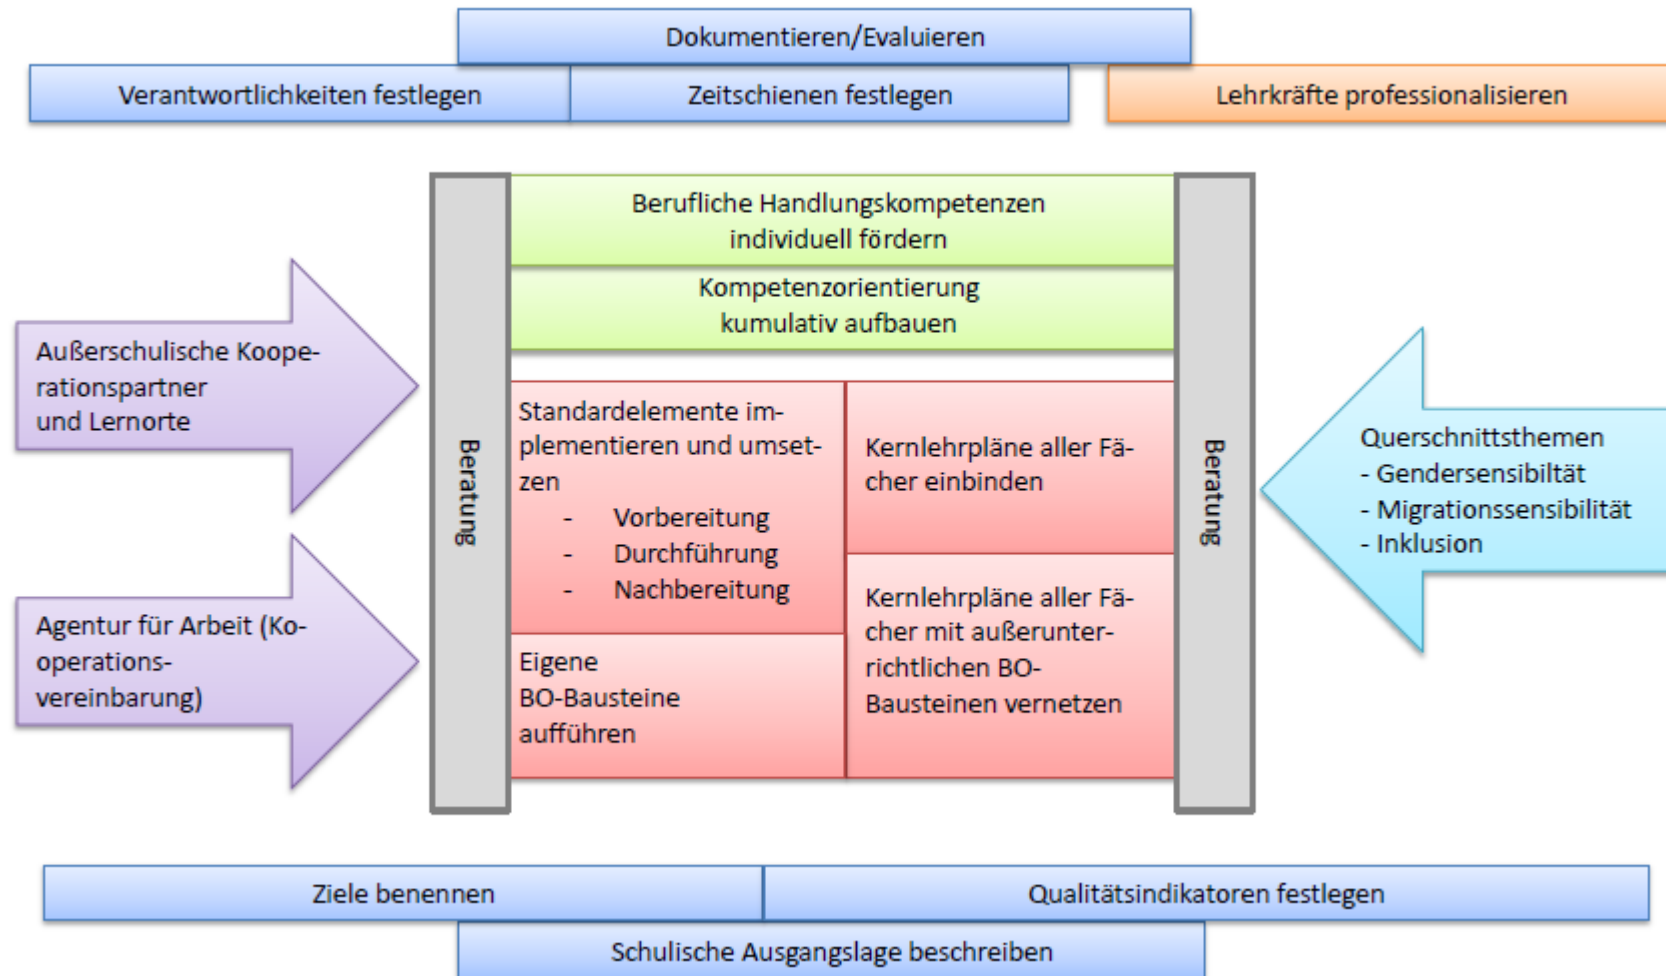 Dokumentieren/Evaluieren
Verantwortlichkeiten festlegen
Zeitschienen festlegen
Lehrkräfte professionalisieren
Berufliche Handlungskompetenzen
individuell fördern
Kompetenzorientierung
kumulativ aufbauen
Außerschulische Koope-
rationspartner
und Lernorte
Agentur für Arbeit (Ko-
operations-
vereinbarung)
Beratung
Standardelemente im-
plementieren und umset-
zen
- Vorbereitung
- Durchführung
- Nachbereitung
Eigene
BO-Bausteine
aufführen
Kernlehrpläne aller Fä-
cher einbinden
Kernlehrpläne aller Fä-
cher mit außerunter-
richtlichen BO-
Bausteinen vernetzen
Beratung
Querschnittsthemen
- Gendersensibiltät
- Migrationssensibilität
- Inklusion
Ziele benennen
Qualitätsindikatoren festlegen
Schulische Ausgangslage beschreiben